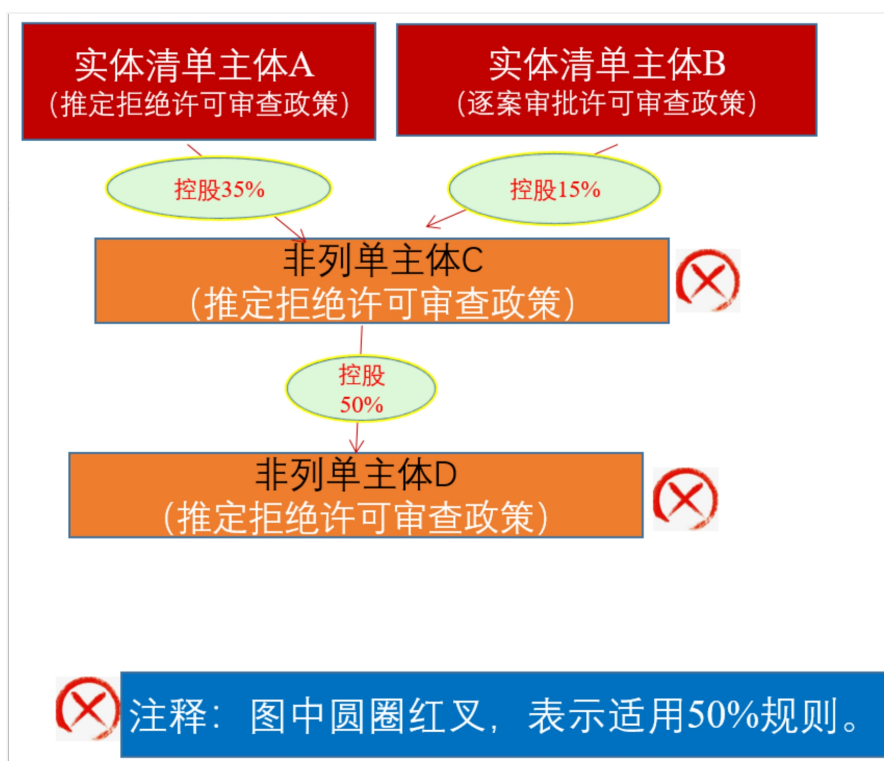 实体清单主体A
（推定拒绝许可审查政策）
实体清单主体B
（逐案审批许可审查政策）
控股35%
控股15%
非列单主体C
（推定拒绝许可审查政策）
控股
50%
非列单主体D
（推定拒绝许可审查政策）
注释：图中圆圈红叉，表示适用50%规则。